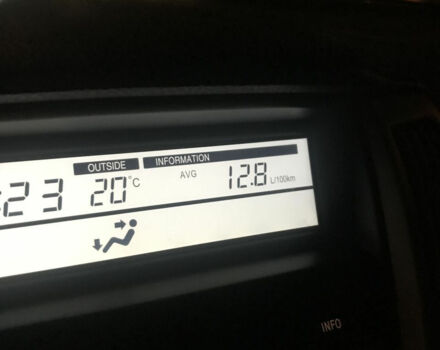 OUTSIDE INFORMATION
:23 20°C AVG 12.8 L/100km
INFO